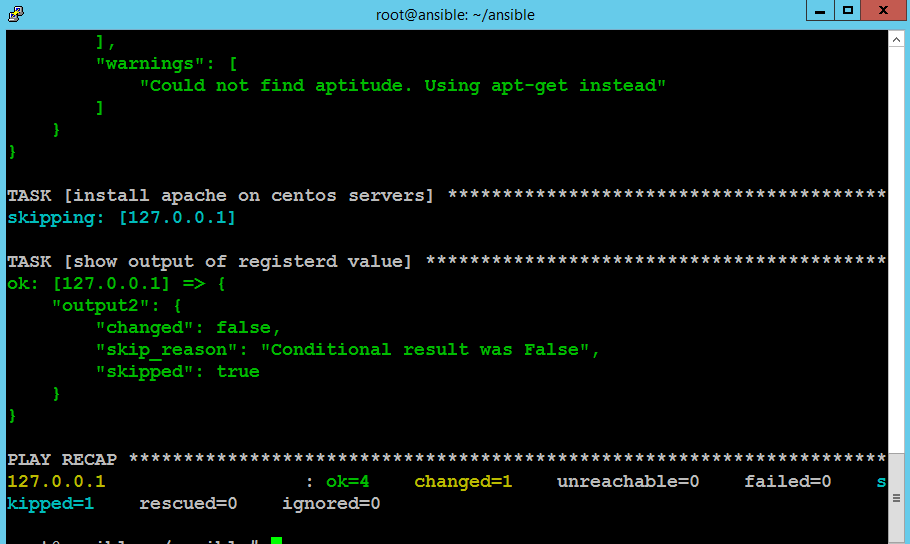 root@ansible: ~/ansible
        ],
        "warnings": [
            "Could not find aptitude. Using apt-get instead"
        ]
    }
}
TASK [install apache on centos servers] ****************************************
skipping: [127.0.0.1]
TASK [show output of registerd value] ******************************************
ok: [127.0.0.1] => {
    "output2": {
        "changed": false,
        "skip_reason": "Conditional result was False",
        "skipped": true
    }
}
PLAY RECAP *********************************************************************
127.0.0.1                  : ok=4    changed=1    unreachable=0    failed=0    s
kipped=1    rescued=0    ignored=0